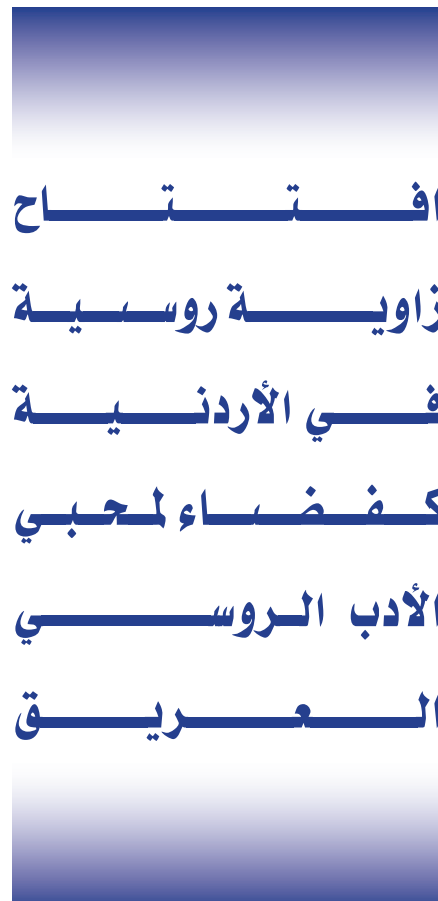 افتتاح
زاوية روسية
في الأردنية
كفضاء لمحبي
الأدب الروسي
العريق